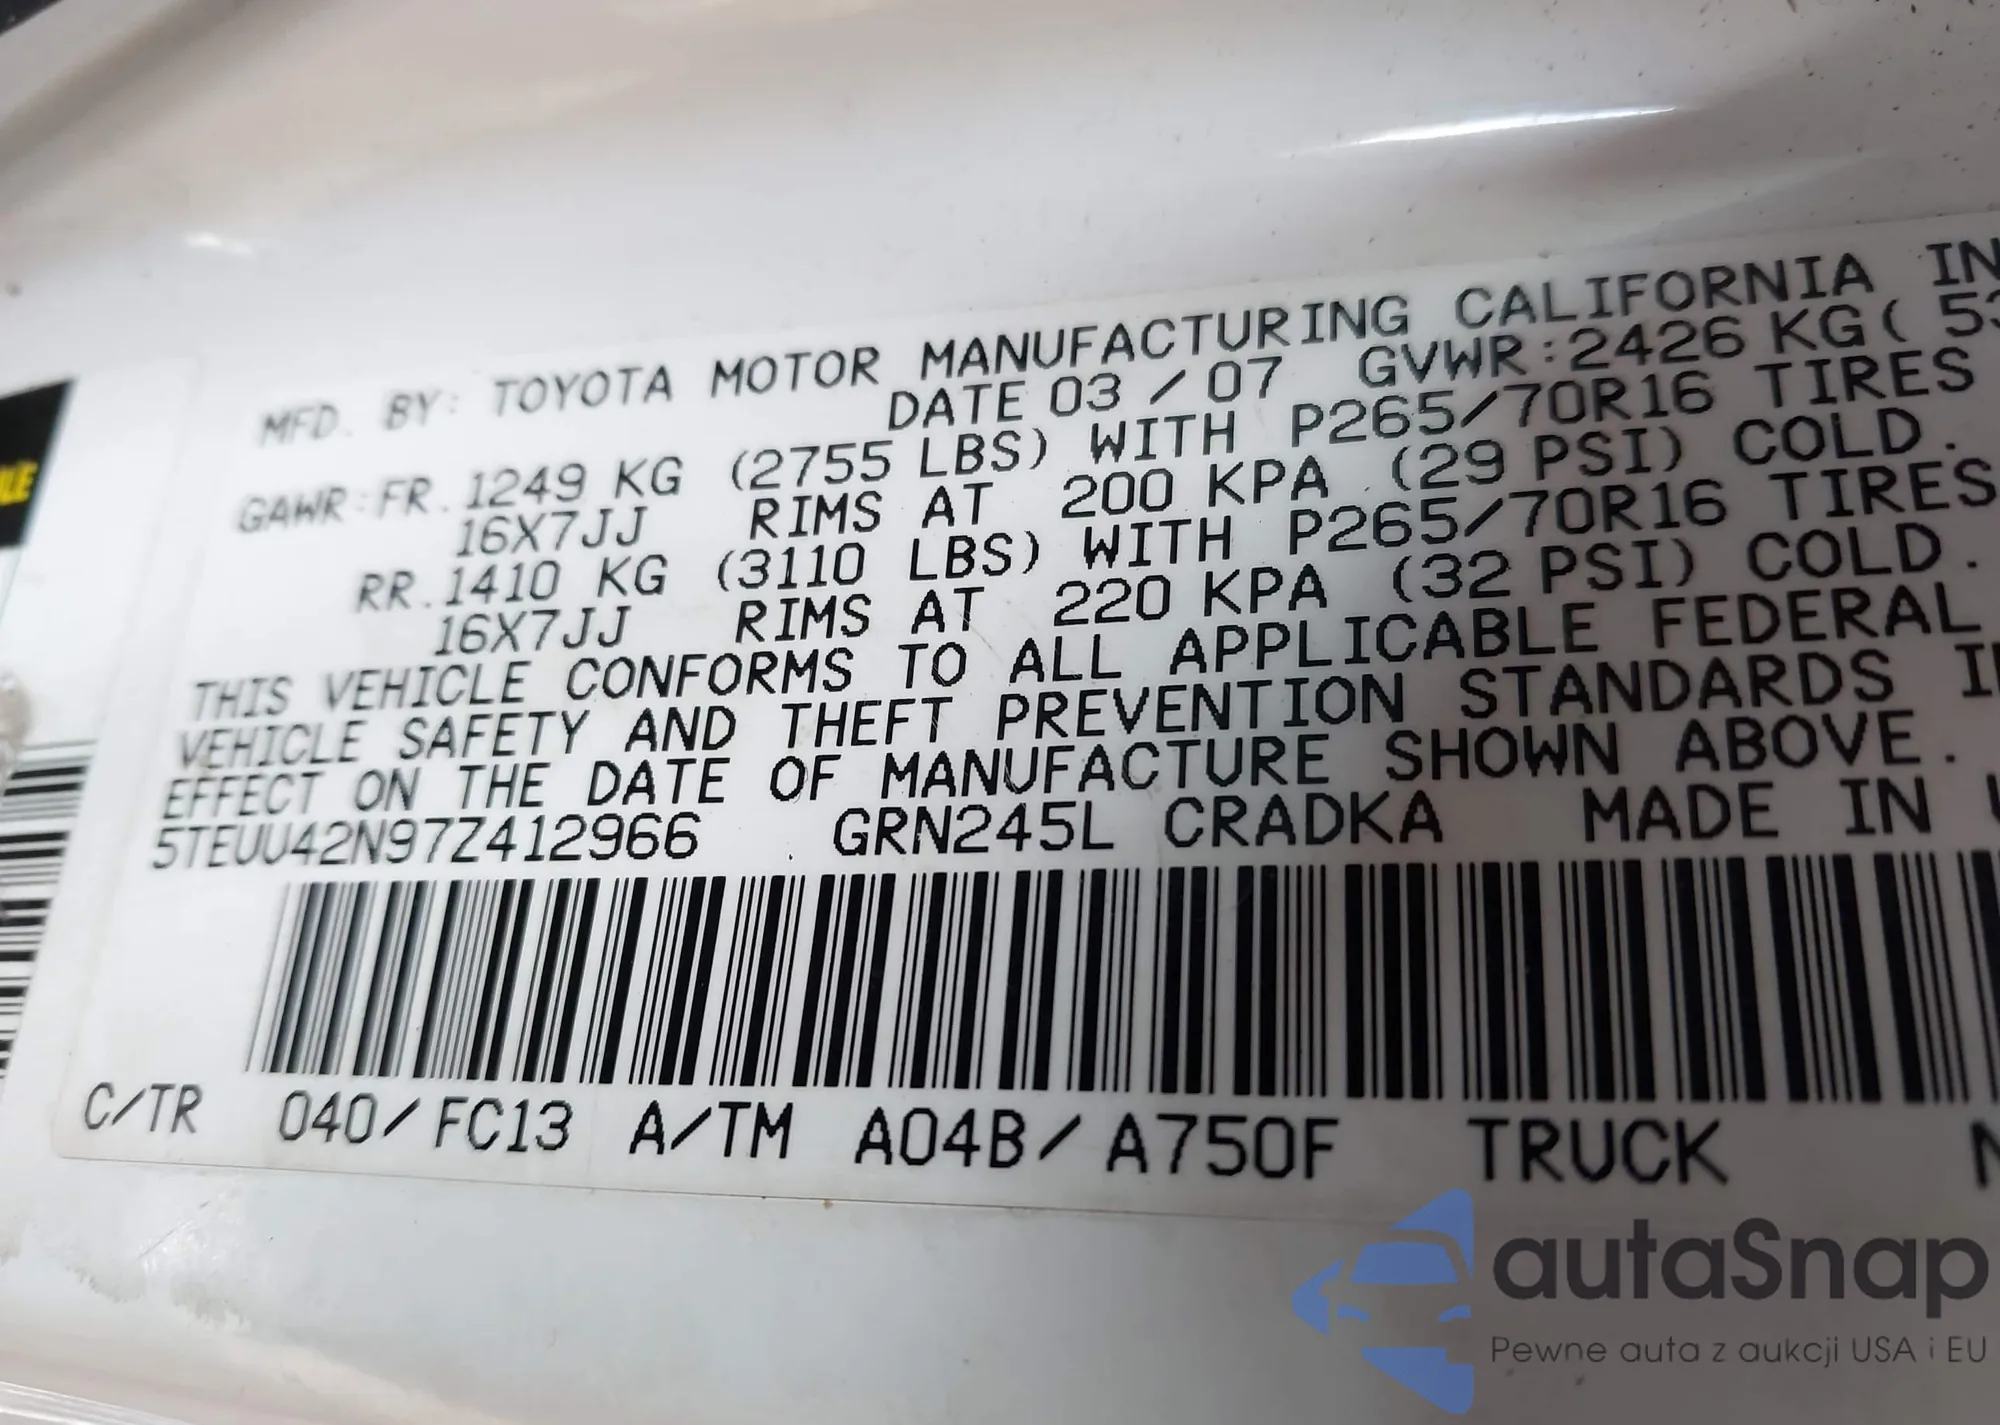 MFD. BY: TOYOTA MOTOR MANUFACTURING CALIFORNIA IN
DATE 03/07 GVWR:2426 KG( 53
GAWR:FR.1249 KG (2755 LBS) WITH P265/70R16 TIRES
16X7JJ RIMS AT 200 KPA (29 PSI) COLD.
RR.1410 KG (3110 LBS) WITH P265/70R16 TIRES
16X7JJ RIMS AT 220 KPA (32 PSI) COLD.
THIS VEHICLE CONFORMS TO ALL APPLICABLE FEDERAL
VEHICLE SAFETY AND THEFT PREVENTION STANDARDS IN
EFFECT ON THE DATE OF MANUFACTURE SHOWN ABOVE.
5TEUU42N97Z412966 GRN245L CRADKA MADE IN
C/TR 040/FC13 A/TM A04B/A750F TRUCK
autaSnap
Pewne auta z aukcji USA i EU